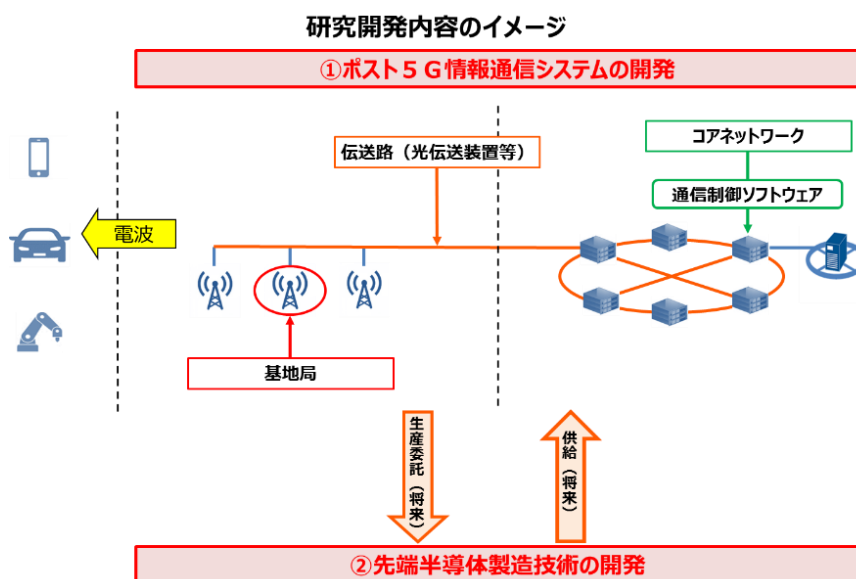 研究開発内容のイメージ
①ポスト５Ｇ情報通信システムの開発
伝送路（光伝送装置等）
コアネットワーク
通信制御ソフトウェア
電波
基地局
生産委託（将来）
供給（将来）
②先端半導体製造技術の開発